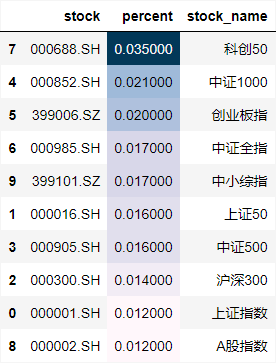 stock percent stock_name
7 000688.SH 0.035000 科创50
4 000852.SH 0.021000 中证1000
5 399006.SZ 0.020000 创业板指
6 000985.SH 0.017000 中证全指
9 399101.SZ 0.017000 中小综指
1 000016.SH 0.016000 上证50
3 000905.SH 0.016000 中证500
2 000300.SH 0.014000 沪深300
0 000001.SH 0.012000 上证指数
8 000002.SH 0.012000 A股指数